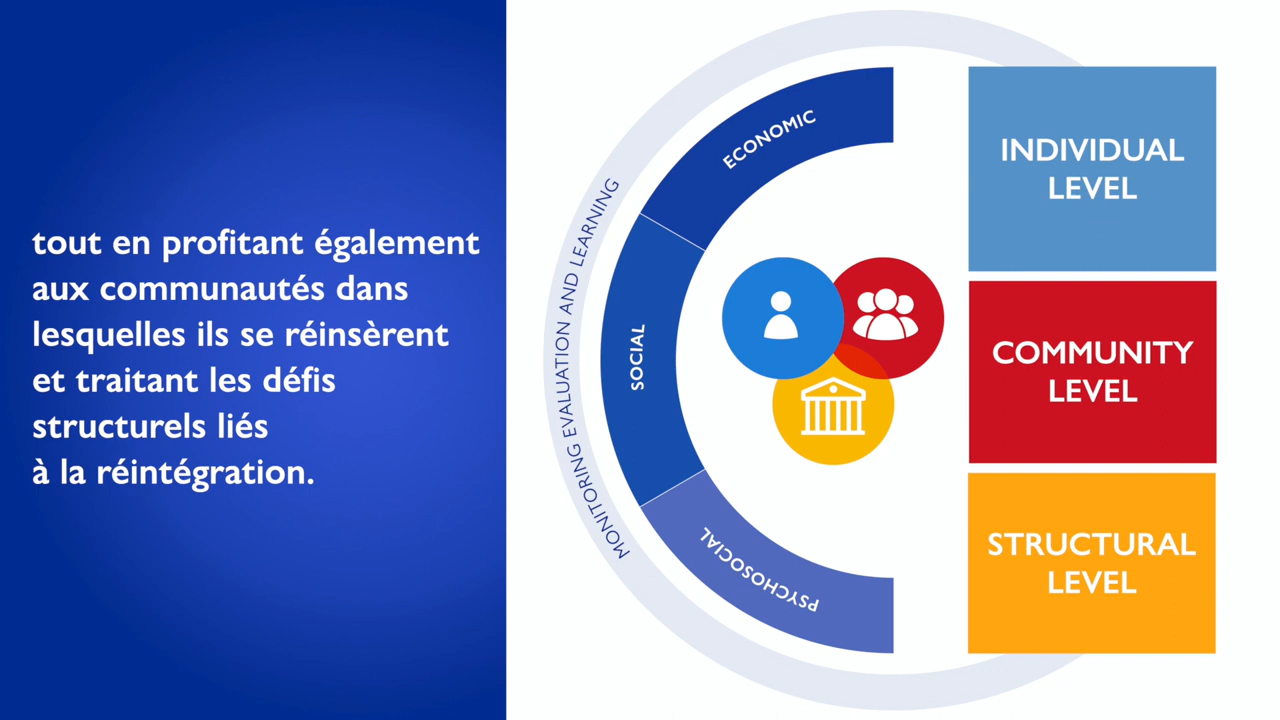 tout en profitant également
aux communautés dans
lesquelles ils se réinsèrent
et traitant les défis
structurels liés
à la réintégration.
MONITORING EVALUATION AND LEARNING
ECONOMIC
SOCIAL
PSYCHOSOCIAL
INDIVIDUAL
LEVEL
COMMUNITY
LEVEL
STRUCTURAL
LEVEL